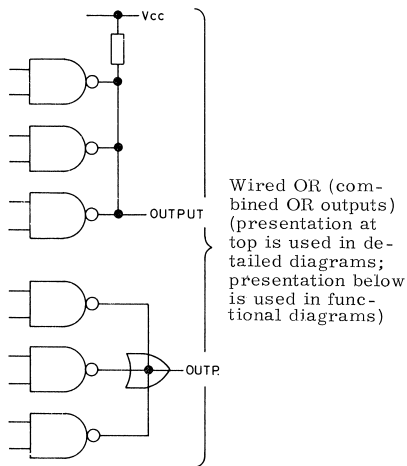 Vcc
OUTPUT
Wired OR (com-
bined OR outputs)
(presentation at
top is used in de-
tailed diagrams;
presentation below
is used in func-
tional diagrams)
OUTP.